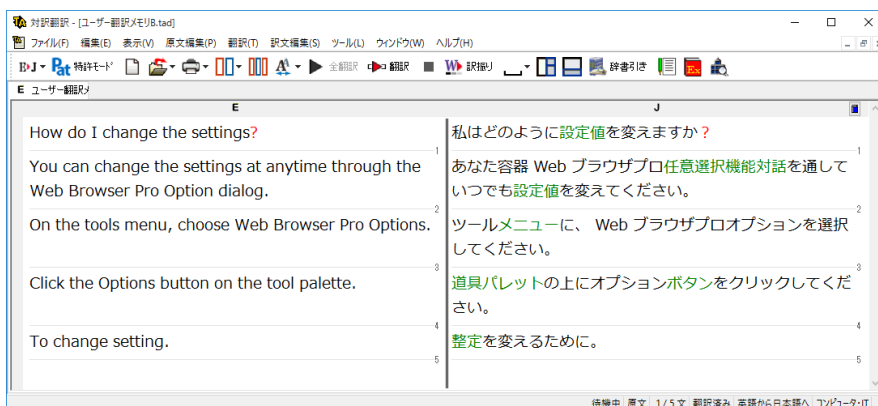 対訳翻訳 - [ユーザー翻訳メモリB.tad]
ファイル(F) 編集(E) 表示(V) 原文編集(P) 翻訳(T) 訳文編集(S) ツール(L) ウィンドウ(W) ヘルプ(H)
E›J Pat 特許モード 全翻訳 翻訳 訳振り 辞書引き Ex
E ユーザー翻訳メ
E J
How do I change the settings? 私はどのように設定値を変えますか？
1 1
You can change the settings at anytime through the あなた容器 Web ブラウザプロ任意選択機能対話を通して
Web Browser Pro Option dialog. いつでも設定値を変えてください。
2 2
On the tools menu, choose Web Browser Pro Options. ツールメニューに、 Web ブラウザプロオプションを選択
してください。
3 3
Click the Options button on the tool palette. 道具パレットの上にオプションボタンをクリックしてくだ
さい。
4 4
To change setting. 整定を変えるために。
5 5
待機中 原文 1/5文 翻訳済み 英語から日本語へ コンピュータ・IT